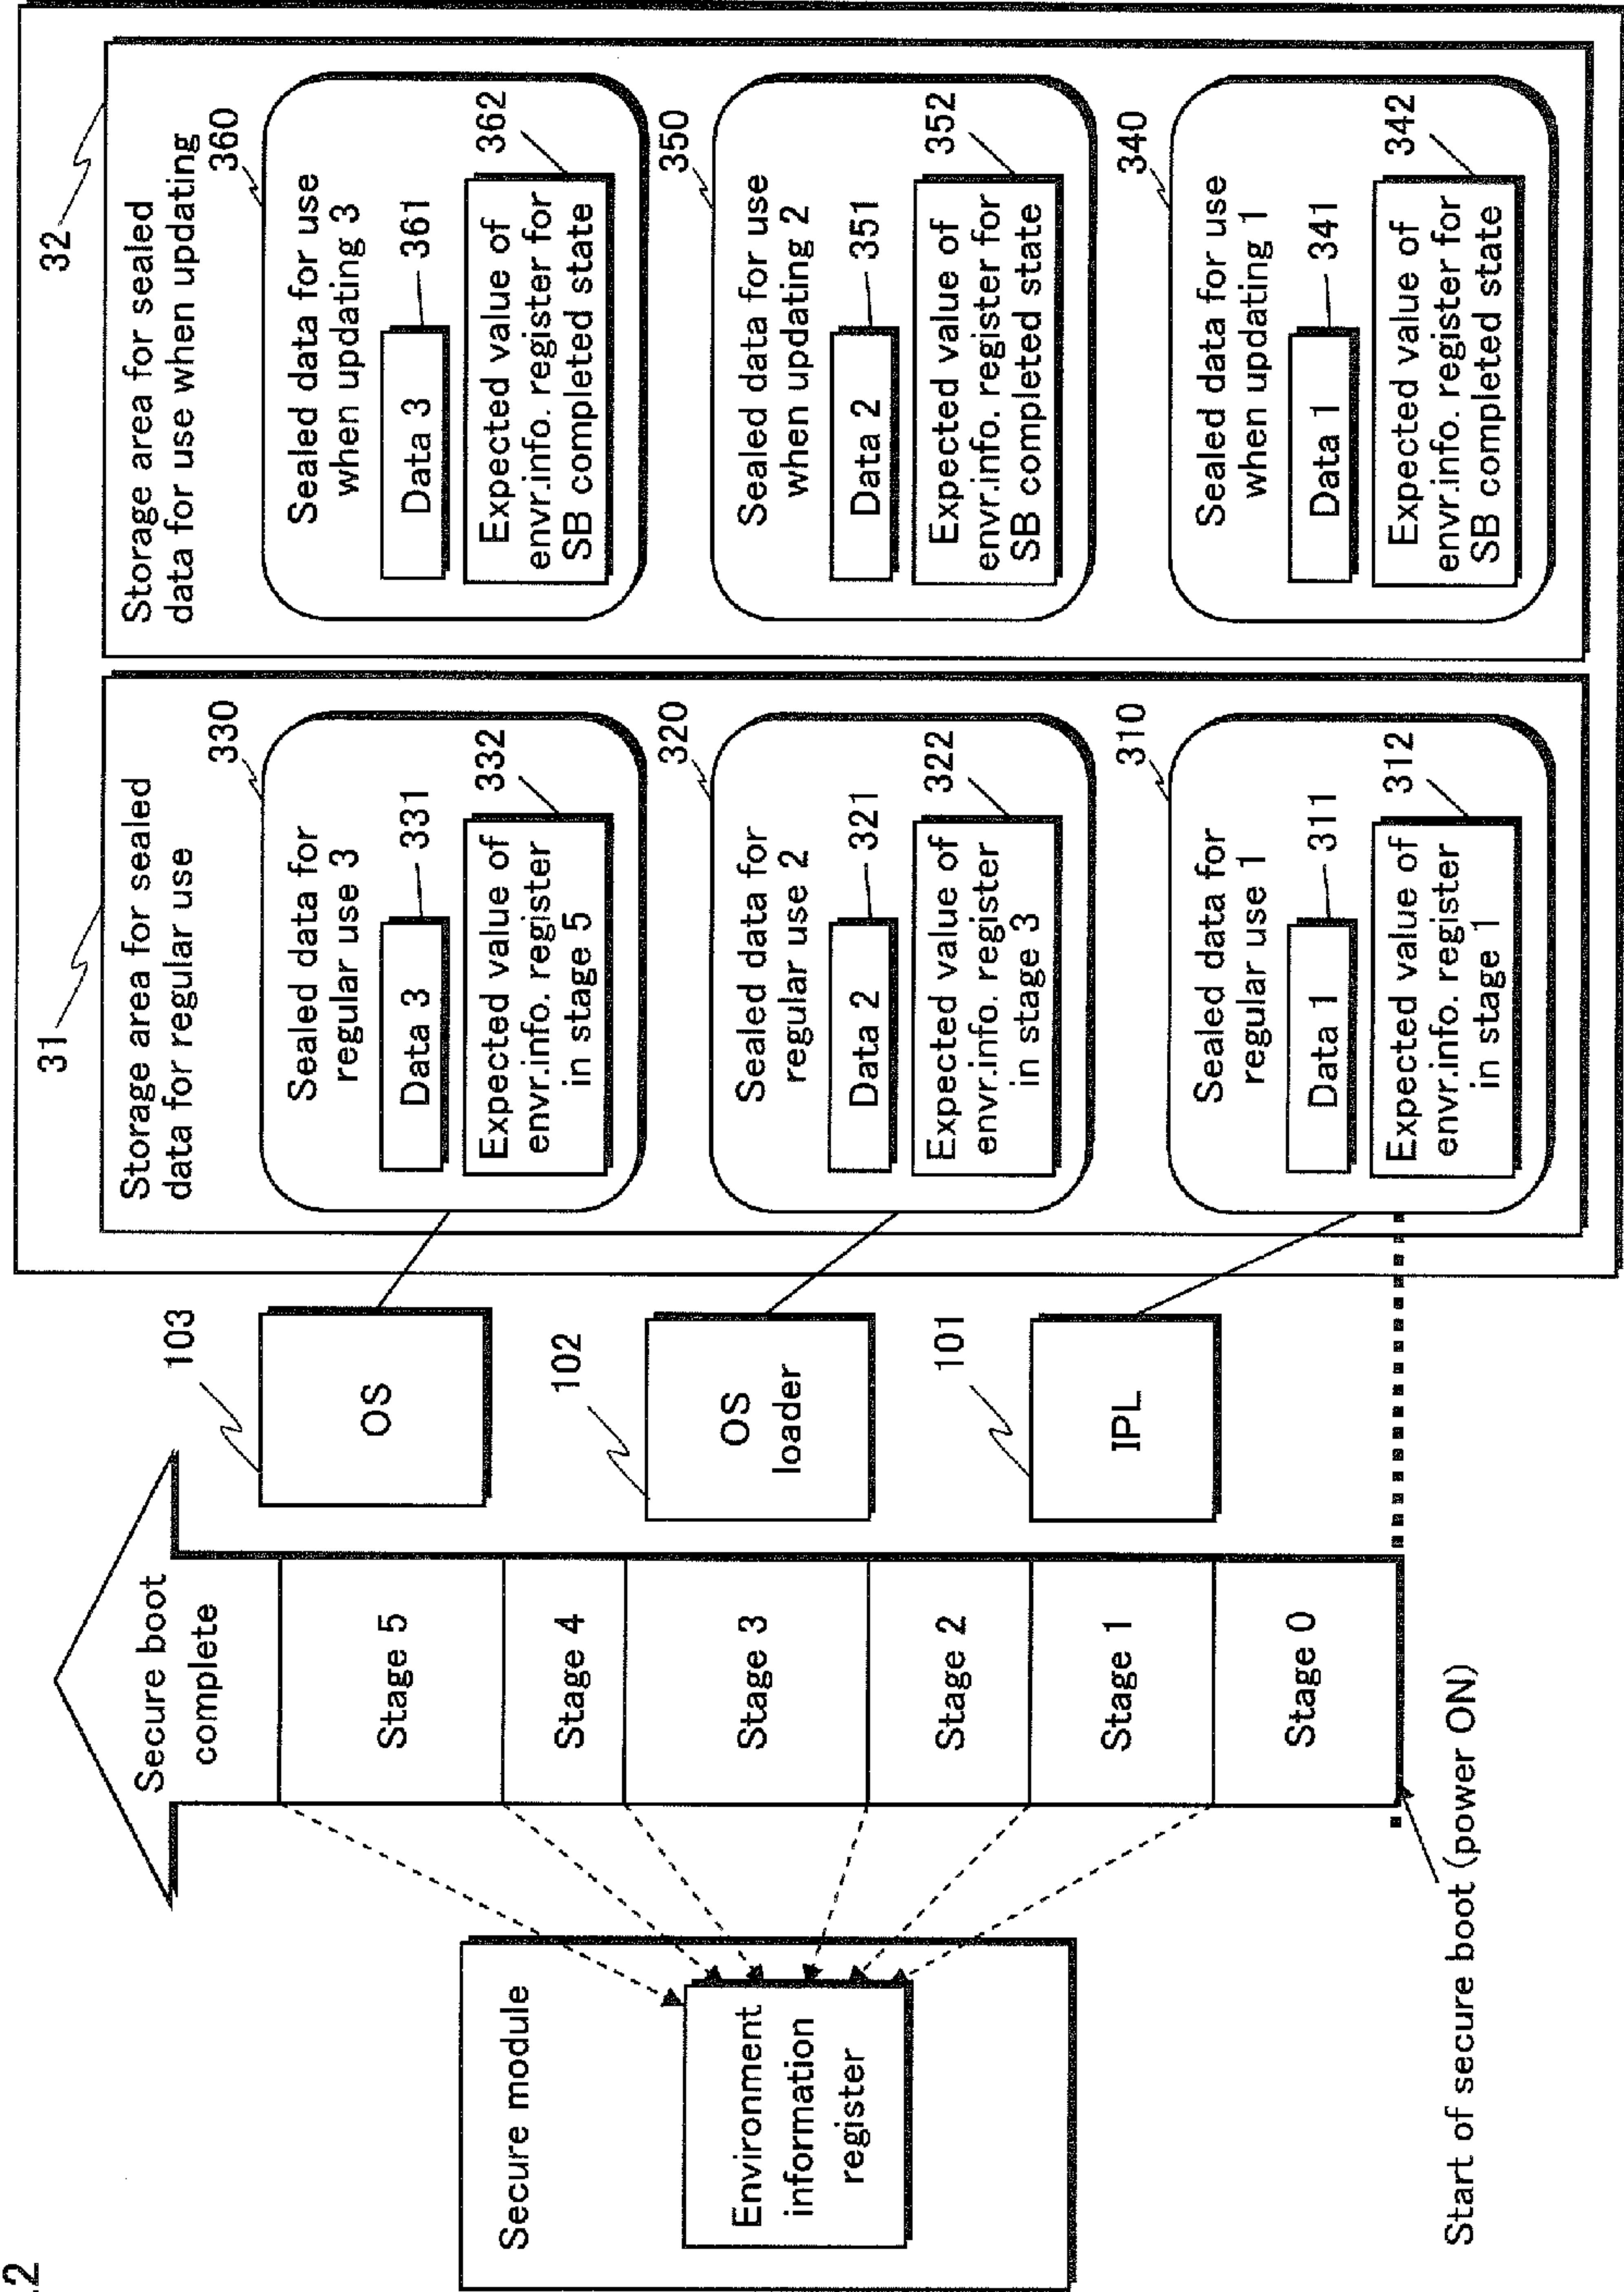 22
Secure module
Environment
information
register
Start of secure boot (power ON)
Secure boot
complete
Stage 5
Stage 4
Stage 3
Stage 2
Stage 1
Stage 0
103
OS
102
OS
loader
101
IPL
31
Storage area for sealed
data for regular use
330
Sealed data for
regular use 3
Data 3
331
332
Expected value of
envr.info. register
in stage 5
320
Sealed data for
regular use 2
Data 2
321
322
Expected value of
envr.info. register
in stage 3
310
Sealed data for
regular use 1
Data 1
311
312
Expected value of
envr.info. register
in stage 1
32
Storage area for sealed
data for use when updating
360
Sealed data for use
when updating 3
Data 3
361
362
Expected value of
envr.info. register for
SB completed state
350
Sealed data for use
when updating 2
Data 2
351
352
Expected value of
envr.info. register for
SB completed state
340
Sealed data for use
when updating 1
Data 1
341
342
Expected value of
envr.info. register for
SB completed state